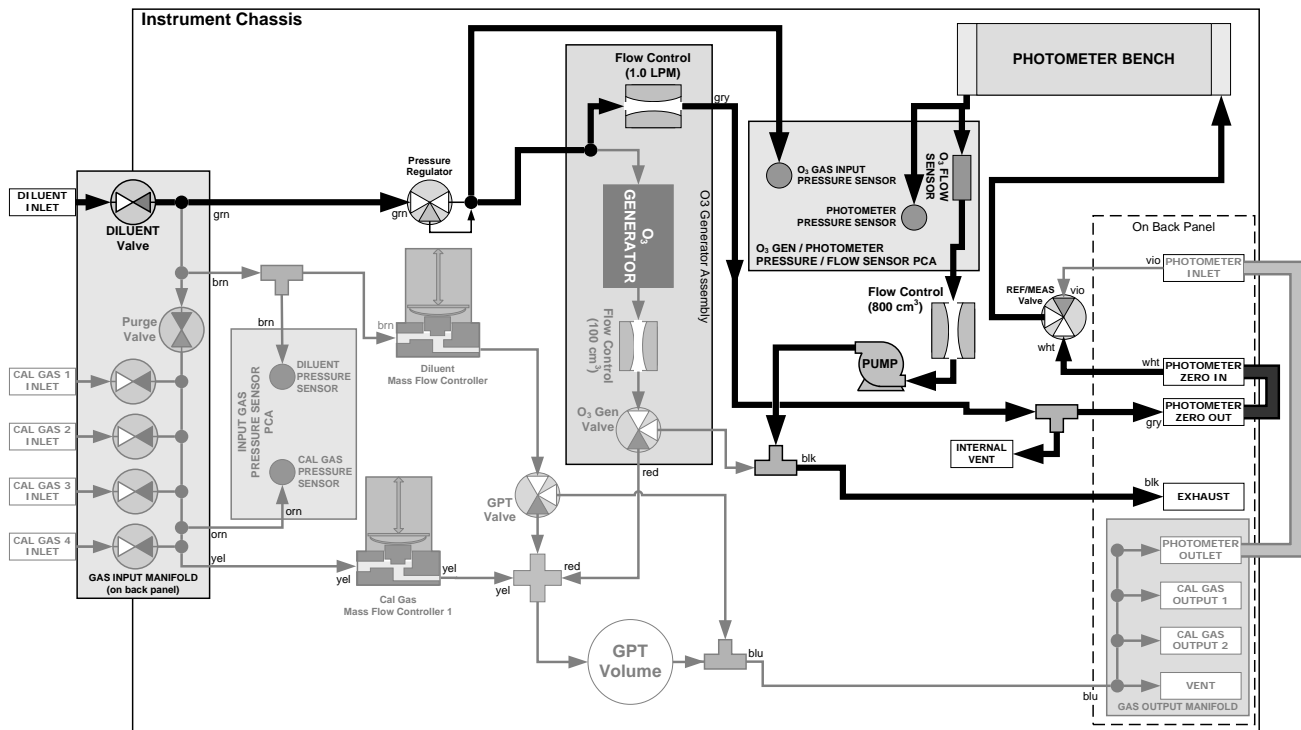 Instrument Chassis
Flow Control
(1.0 LPM)
gry
PHOTOMETER BENCH
Pressure
Regulator
O₃ GAS INPUT
PRESSURE SENSOR
O₃ FLOW
SENSOR
PHOTOMETER
PRESSURE SENSOR
O₃ GEN / PHOTOMETER
PRESSURE / FLOW SENSOR PCA
DILUENT
INLET
grn
grn
DILUENT
Valve
O₃
GENERATOR
O3 Generator Assembly
On Back Panel
vio
PHOTOMETER
INLET
REF/MEAS
Valve
vio
brn
Purge
Valve
brn
brn
Flow Control
(100 cm³)
Flow Control
(800 cm³)
wht
wht
PHOTOMETER
ZERO IN
PUMP
Diluent
Mass Flow Controller
DILUENT
PRESSURE
SENSOR
INPUT GAS
PRESSURE SENSOR
PCA
CAL GAS 1
INLET
CAL GAS 2
INLET
CAL GAS 3
INLET
CAL GAS 4
INLET
O₃ Gen
Valve
PHOTOMETER
ZERO OUT
gry
INTERNAL
VENT
CAL GAS
PRESSURE
SENSOR
blk
red
blk
EXHAUST
GPT
Valve
orn
orn
yel
GAS INPUT MANIFOLD
(on back panel)
yel
yel
yel
red
Cal Gas
Mass Flow Controller 1
PHOTOMETER
OUTLET
CAL GAS
OUTPUT 1
CAL GAS
OUTPUT 2
VENT
GPT
Volume
blu
blu
GAS OUTPUT MANIFOLD